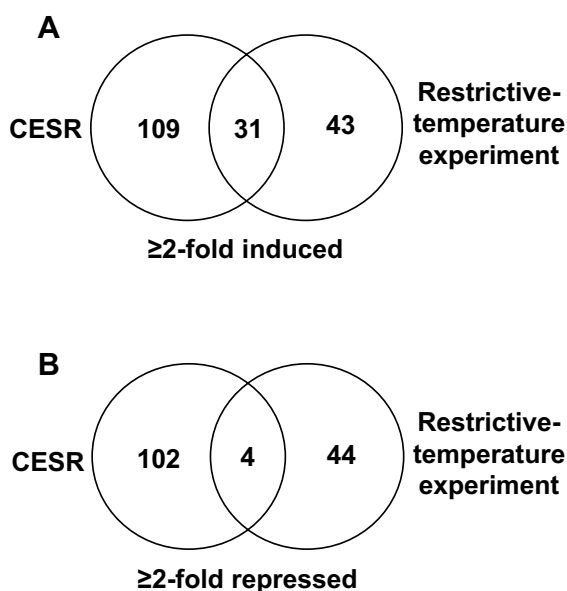 A
CESR
109
31
43
Restrictive-
temperature
experiment
≥2-fold induced
B
CESR
102
4
44
Restrictive-
temperature
experiment
≥2-fold repressed